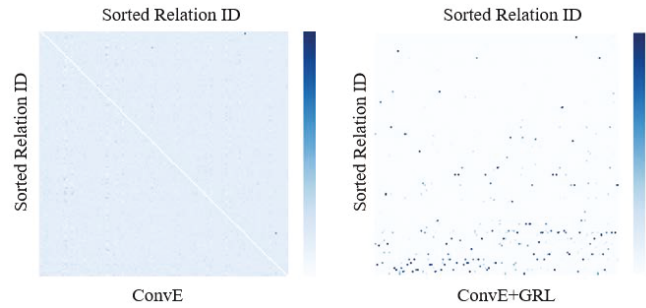 Sorted Relation ID
Sorted Relation ID
Sorted Relation ID
Sorted Relation ID
ConvE
ConvE+GRL